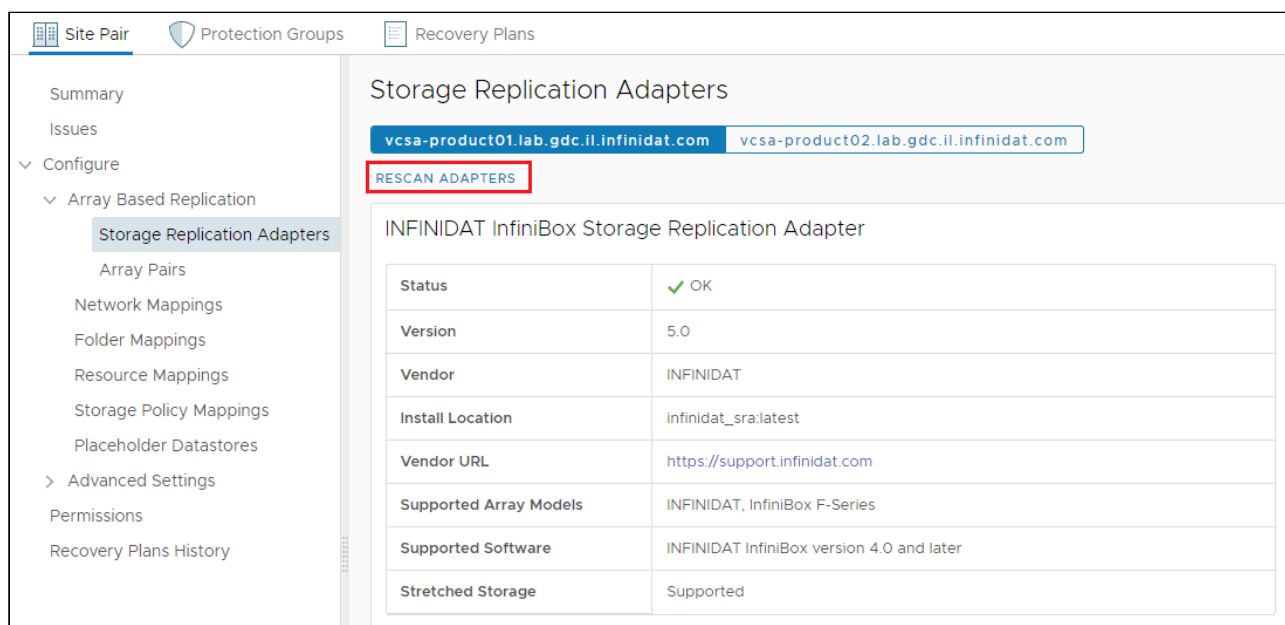 Site Pair Protection Groups Recovery Plans
Summary
Issues
Configure
Array Based Replication
Storage Replication Adapters
Array Pairs
Network Mappings
Folder Mappings
Resource Mappings
Storage Policy Mappings
Placeholder Datastores
Advanced Settings
Permissions
Recovery Plans History
Storage Replication Adapters
vcsa-product01.lab.gdc.il.infinidat.com vcsa-product02.lab.gdc.il.infinidat.com
RESCAN ADAPTERS
INFINIDAT InfiniBox Storage Replication Adapter
Status OK
Version 5.0
Vendor INFINIDAT
Install Location infinidat_sra:latest
Vendor URL https://support.infinidat.com
Supported Array Models INFINIDAT, InfiniBox F-Series
Supported Software INFINIDAT InfiniBox version 4.0 and later
Stretched Storage Supported